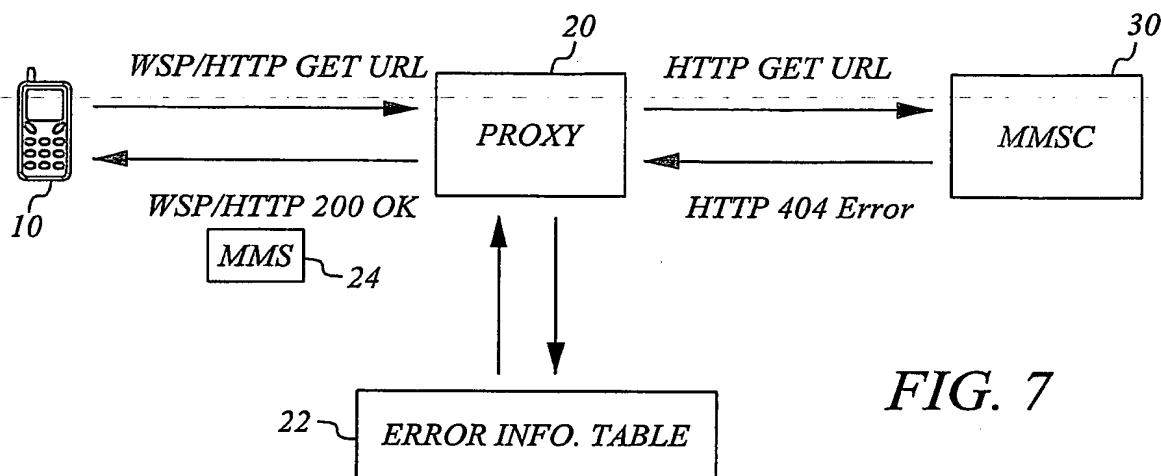 20
30
WSP/HTTP GET URL
HTTP GET URL
PROXY
MMSC
10
WSP/HTTP 200 OK
HTTP 404 Error
MMS
24
22
ERROR INFO. TABLE
FIG. 7